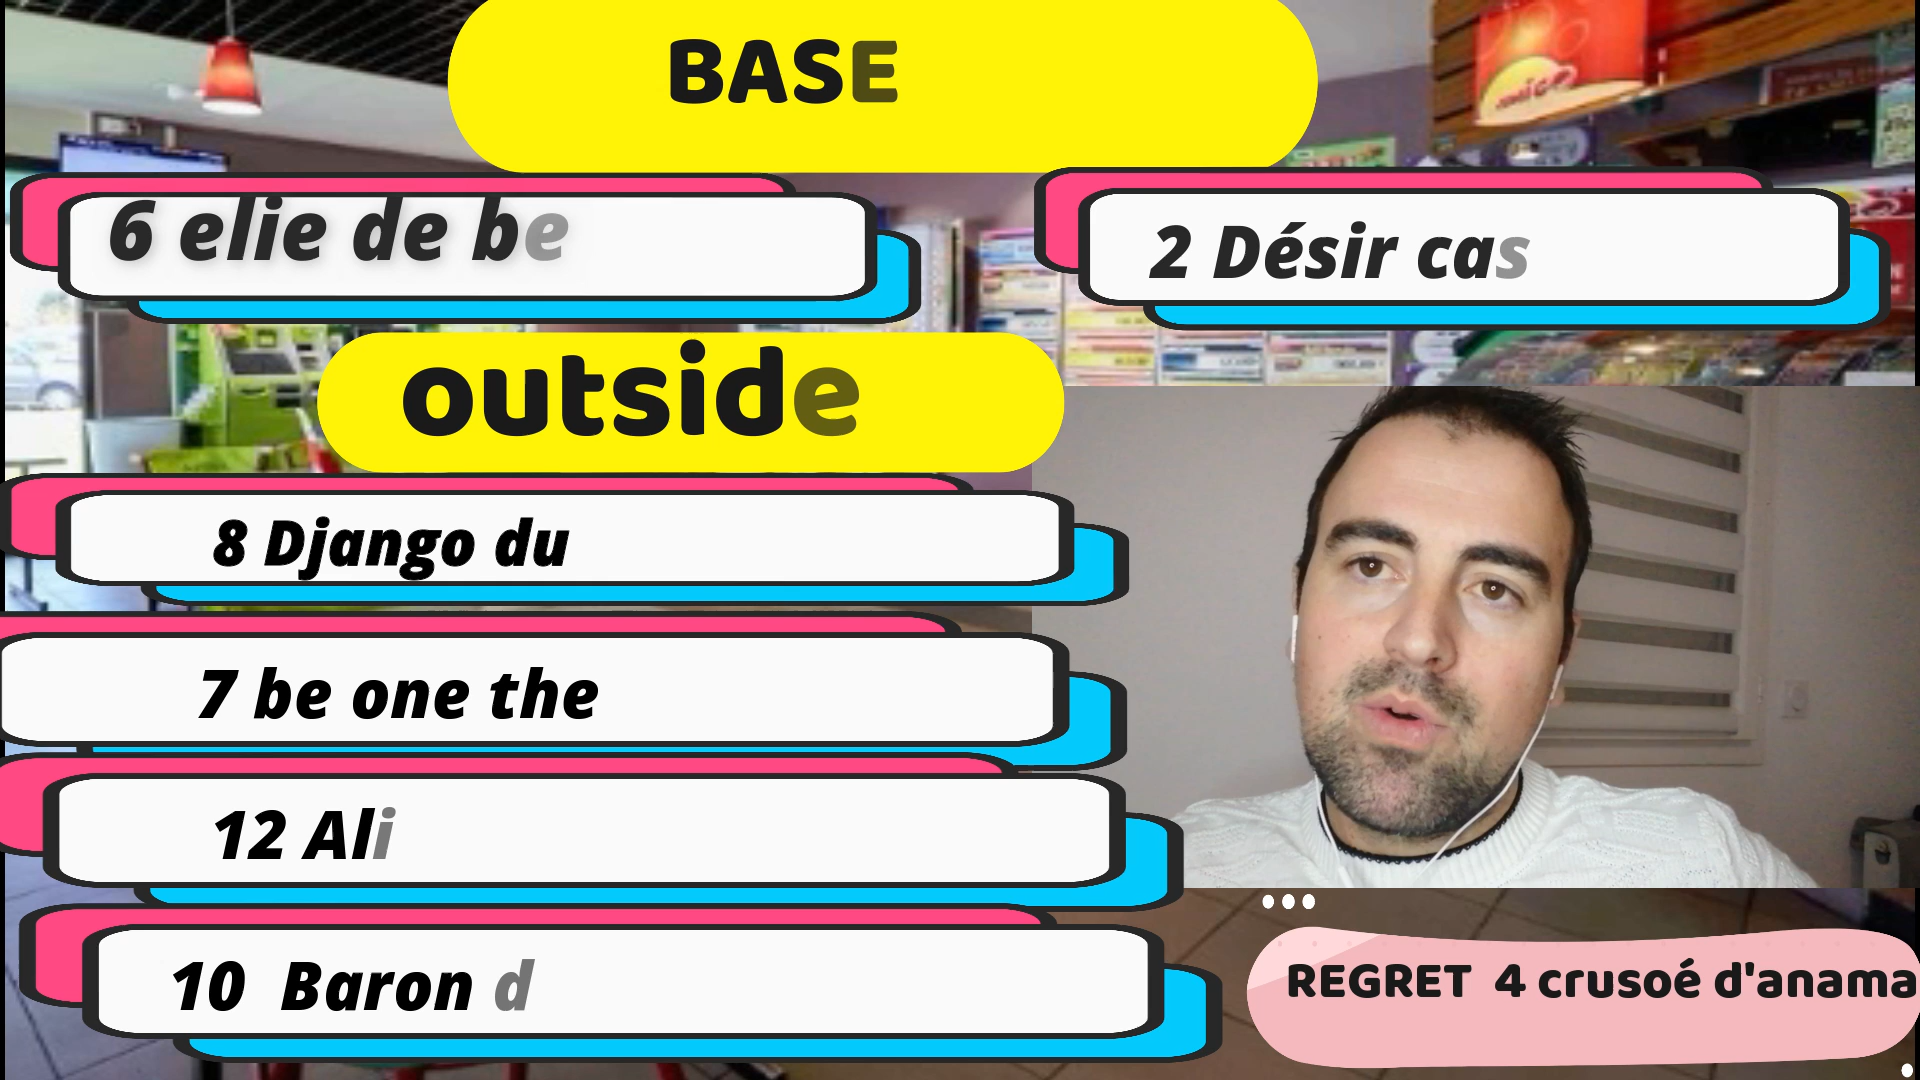 BASE
6 elie de be
2 Désir cas
outside
8 Django du
7 be one the
12 Ali
10 Baron d
REGRET 4 crusoé d'anama